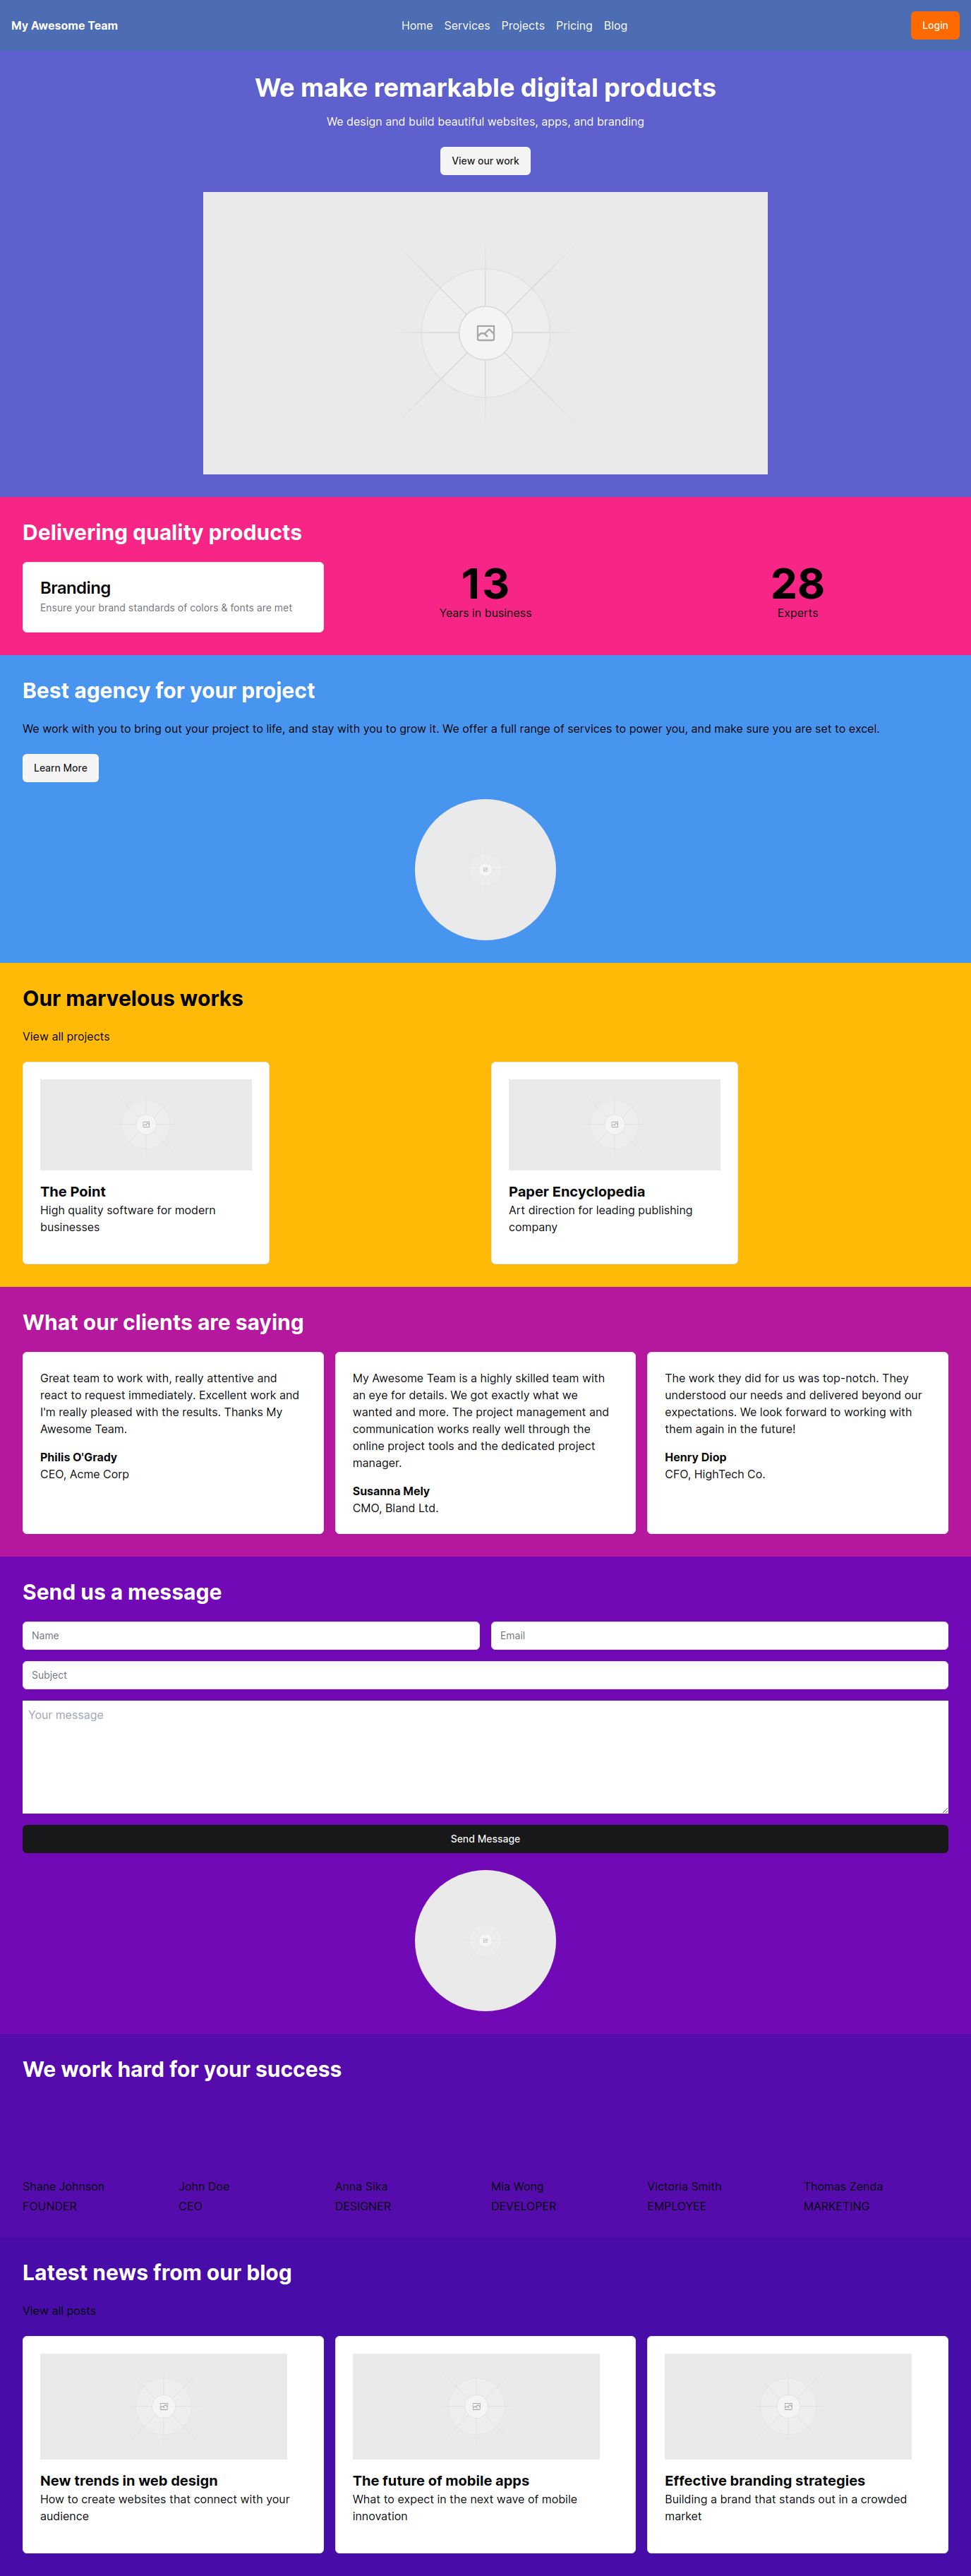 My Awesome Team
Home Services Projects Pricing Blog
Login
We make remarkable digital products
We design and build beautiful websites, apps, and branding
View our work
Delivering quality products
Branding
Ensure your brand standards of colors & fonts are met
13
Years in business
28
Experts
Best agency for your project
We work with you to bring out your project to life, and stay with you to grow it. We offer a full range of services to power you, and make sure you are set to excel.
Learn More
Our marvelous works
View all projects
The Point
High quality software for modern
businesses
Paper Encyclopedia
Art direction for leading publishing
company
What our clients are saying
Great team to work with, really attentive and
react to request immediately. Excellent work and
I'm really pleased with the results. Thanks My
Awesome Team.
Philis O'Grady
CEO, Acme Corp
My Awesome Team is a highly skilled team with
an eye for details. We got exactly what we
wanted and more. The project management and
communication works really well through the
online project tools and the dedicated project
manager.
Susanna Mely
CMO, Bland Ltd.
The work they did for us was top-notch. They
understood our needs and delivered beyond our
expectations. We look forward to working with
them again in the future!
Henry Diop
CFO, HighTech Co.
Send us a message
Name
Email
Subject
Your message
Send Message
We work hard for your success
Shane Johnson
FOUNDER
John Doe
CEO
Anna Sika
DESIGNER
Mia Wong
DEVELOPER
Victoria Smith
EMPLOYEE
Thomas Zenda
MARKETING
Latest news from our blog
View all posts
New trends in web design
How to create websites that connect with your
audience
The future of mobile apps
What to expect in the next wave of mobile
innovation
Effective branding strategies
Building a brand that stands out in a crowded
market